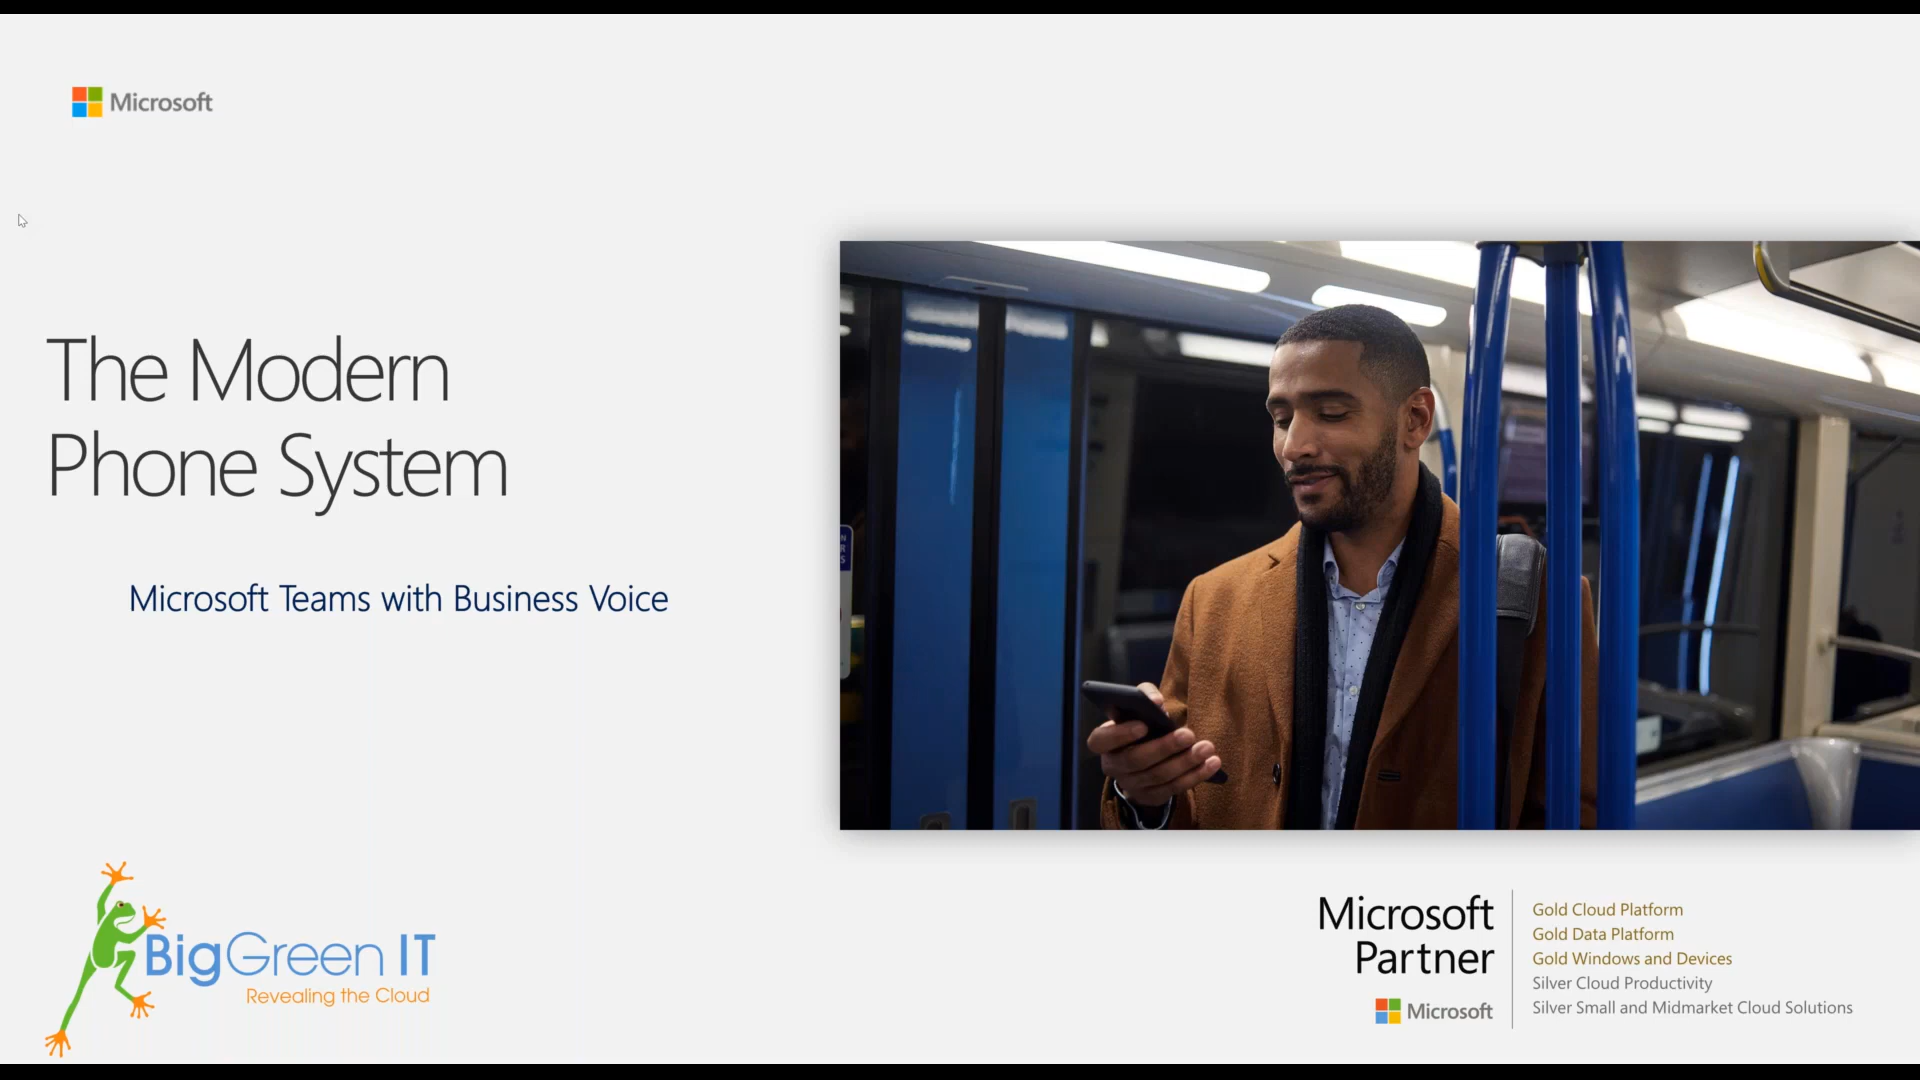 Microsoft
The Modern
Phone System
Microsoft Teams with Business Voice
BigGreen IT
Revealing the Cloud
Microsoft
Partner
Microsoft
Gold Cloud Platform
Gold Data Platform
Gold Windows and Devices
Silver Cloud Productivity
Silver Small and Midmarket Cloud Solutions